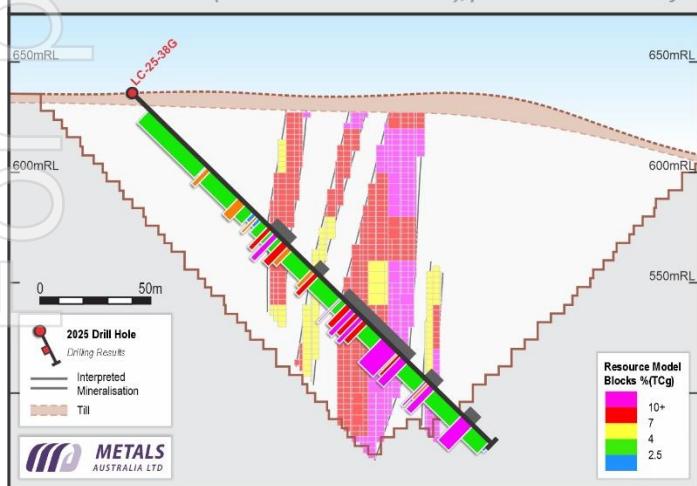 650mRL
650mRL
LC-25-38G
600mRL
600mRL
550mRL
0
50m
2025 Drill Hole
Drilling Results
Interpreted
Mineralisation
Till
METALS
AUSTRALIA LTD
Resource Model
Blocks %(TCg)
10+
7
4
2.5